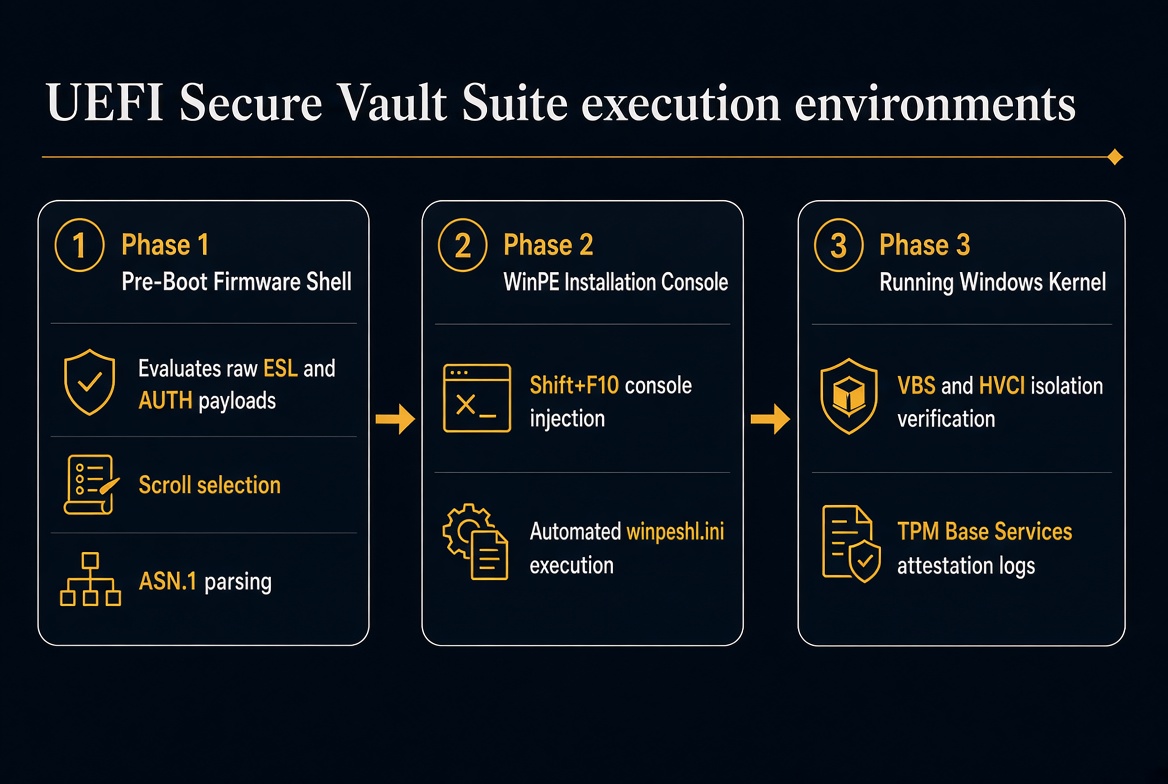 UEFI Secure Vault Suite execution environments
1
Phase 1
Pre-Boot Firmware Shell
Evaluates raw ESL and
AUTH payloads
Scroll selection
ASN.1 parsing
2
Phase 2
WinPE Installation Console
Shift+F10 console
injection
Automated winpeshl.ini
execution
3
Phase 3
Running Windows Kernel
VBS and HVCI isolation
verification
TPM Base Services
attestation logs